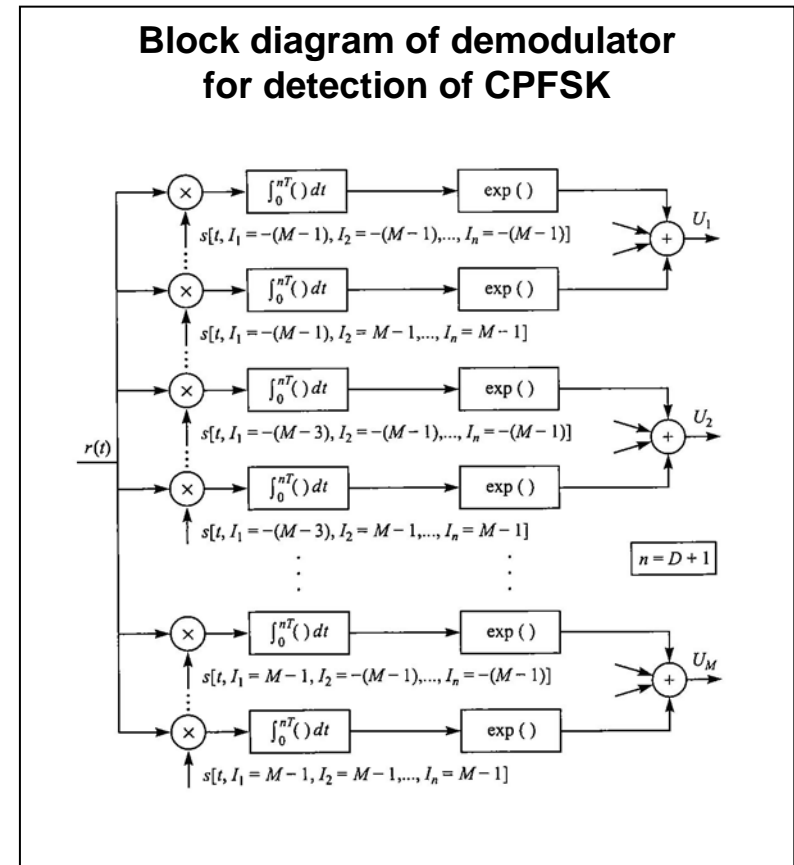 Block diagram of demodulator
for detection of CPFSK
× ∫₀ⁿᵀ( ) dt exp ( )
s[t, I₁ = −(M − 1), I₂ = −(M − 1),..., Iₙ = −(M − 1)]
+ U₁
× ∫₀ⁿᵀ( ) dt exp ( )
s[t, I₁ = −(M − 1), I₂ = M − 1,..., Iₙ = M − 1]
× ∫₀ⁿᵀ( ) dt exp ( )
s[t, I₁ = −(M − 3), I₂ = −(M − 1),..., Iₙ = −(M − 1)]
+ U₂
r(t)
× ∫₀ⁿᵀ( ) dt exp ( )
s[t, I₁ = −(M − 3), I₂ = M − 1,..., Iₙ = M − 1]
n = D + 1
× ∫₀ⁿᵀ( ) dt exp ( )
s[t, I₁ = M − 1, I₂ = −(M − 1),..., Iₙ = −(M − 1)]
+ U_M
× ∫₀ⁿᵀ( ) dt exp ( )
s[t, I₁ = M − 1, I₂ = M − 1,..., Iₙ = M − 1]